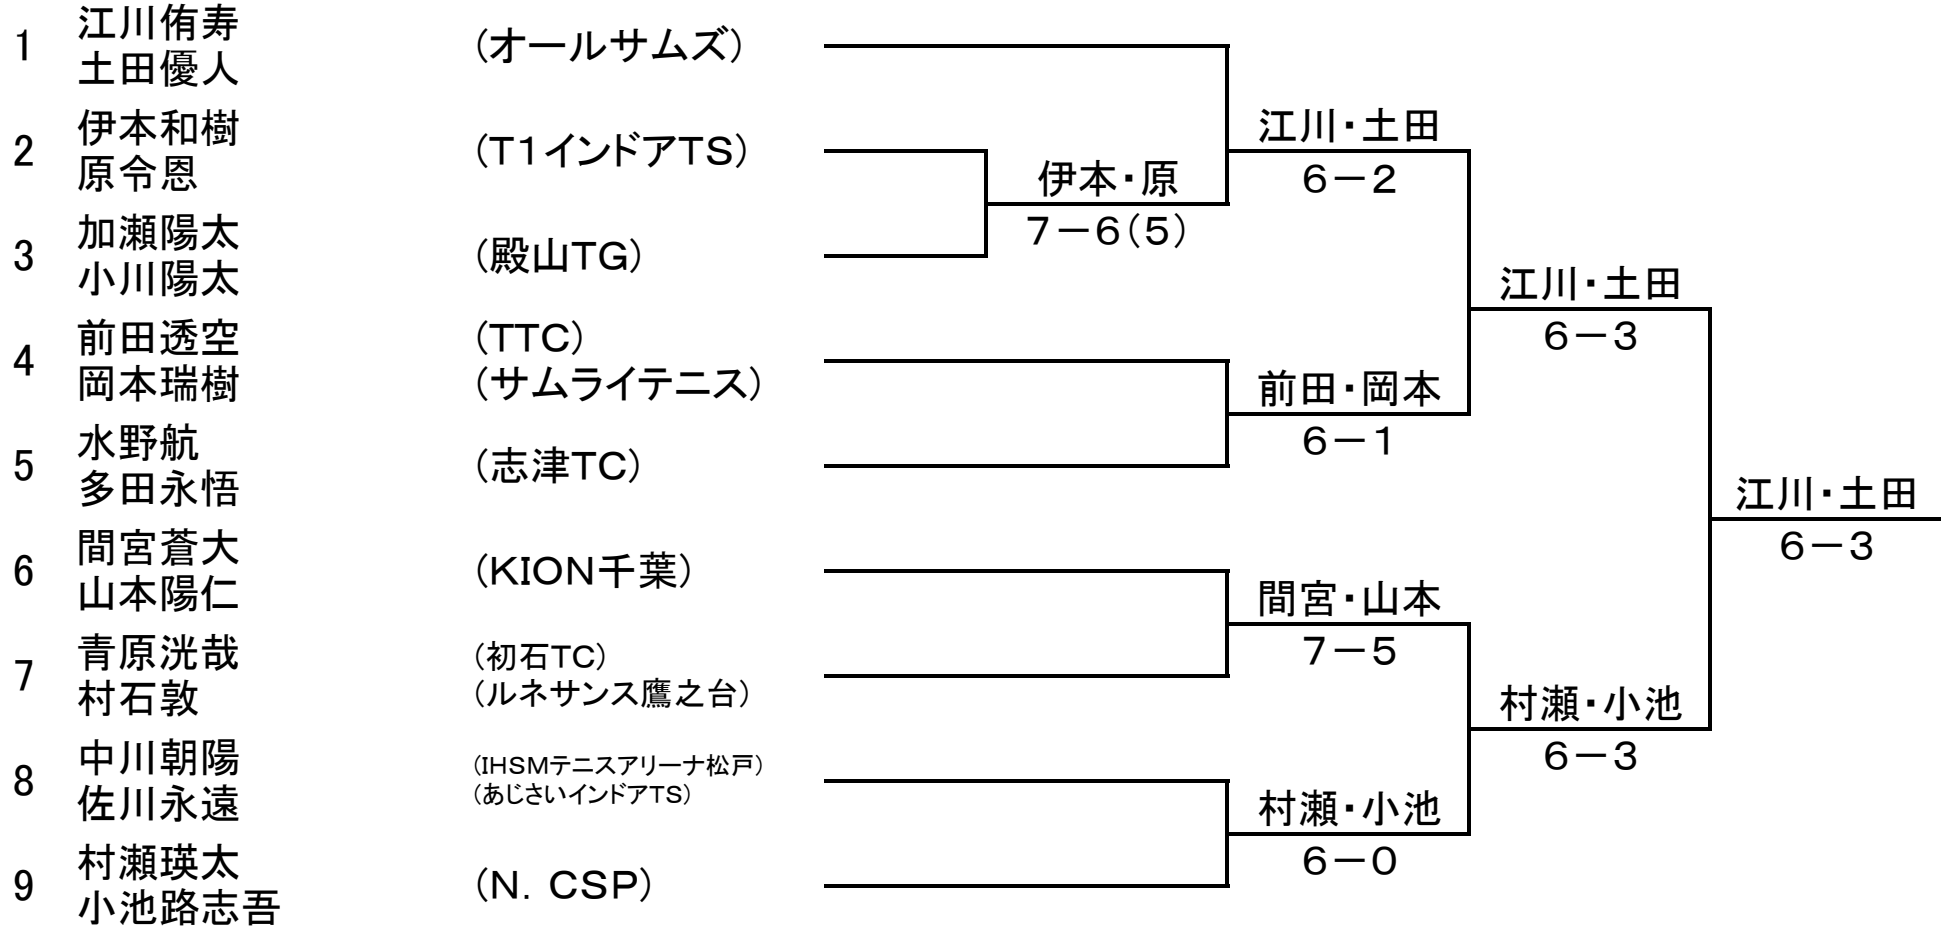 1
江川侑寿
土田優人
(オールサムズ)
2
伊本和樹
原令恩
(T1インドアTS)
3
加瀬陽太
小川陽太
(殿山TG)
4
前田透空
岡本瑞樹
(TTC)
(サムライテニス)
5
水野航
多田永悟
(志津TC)
6
間宮蒼大
山本陽仁
(KION千葉)
7
青原洸哉
村石敦
(初石TC)
(ルネサンス鷹之台)
8
中川朝陽
佐川永遠
(IHSMテニスアリーナ松戸)
(あじさいインドアTS)
9
村瀬瑛太
小池路志吾
(N．CSP)
伊本・原
7－6(5)
江川・土田
6－2
前田・岡本
6－1
間宮・山本
7－5
村瀬・小池
6－0
江川・土田
6－3
村瀬・小池
6－3
江川・土田
6－3